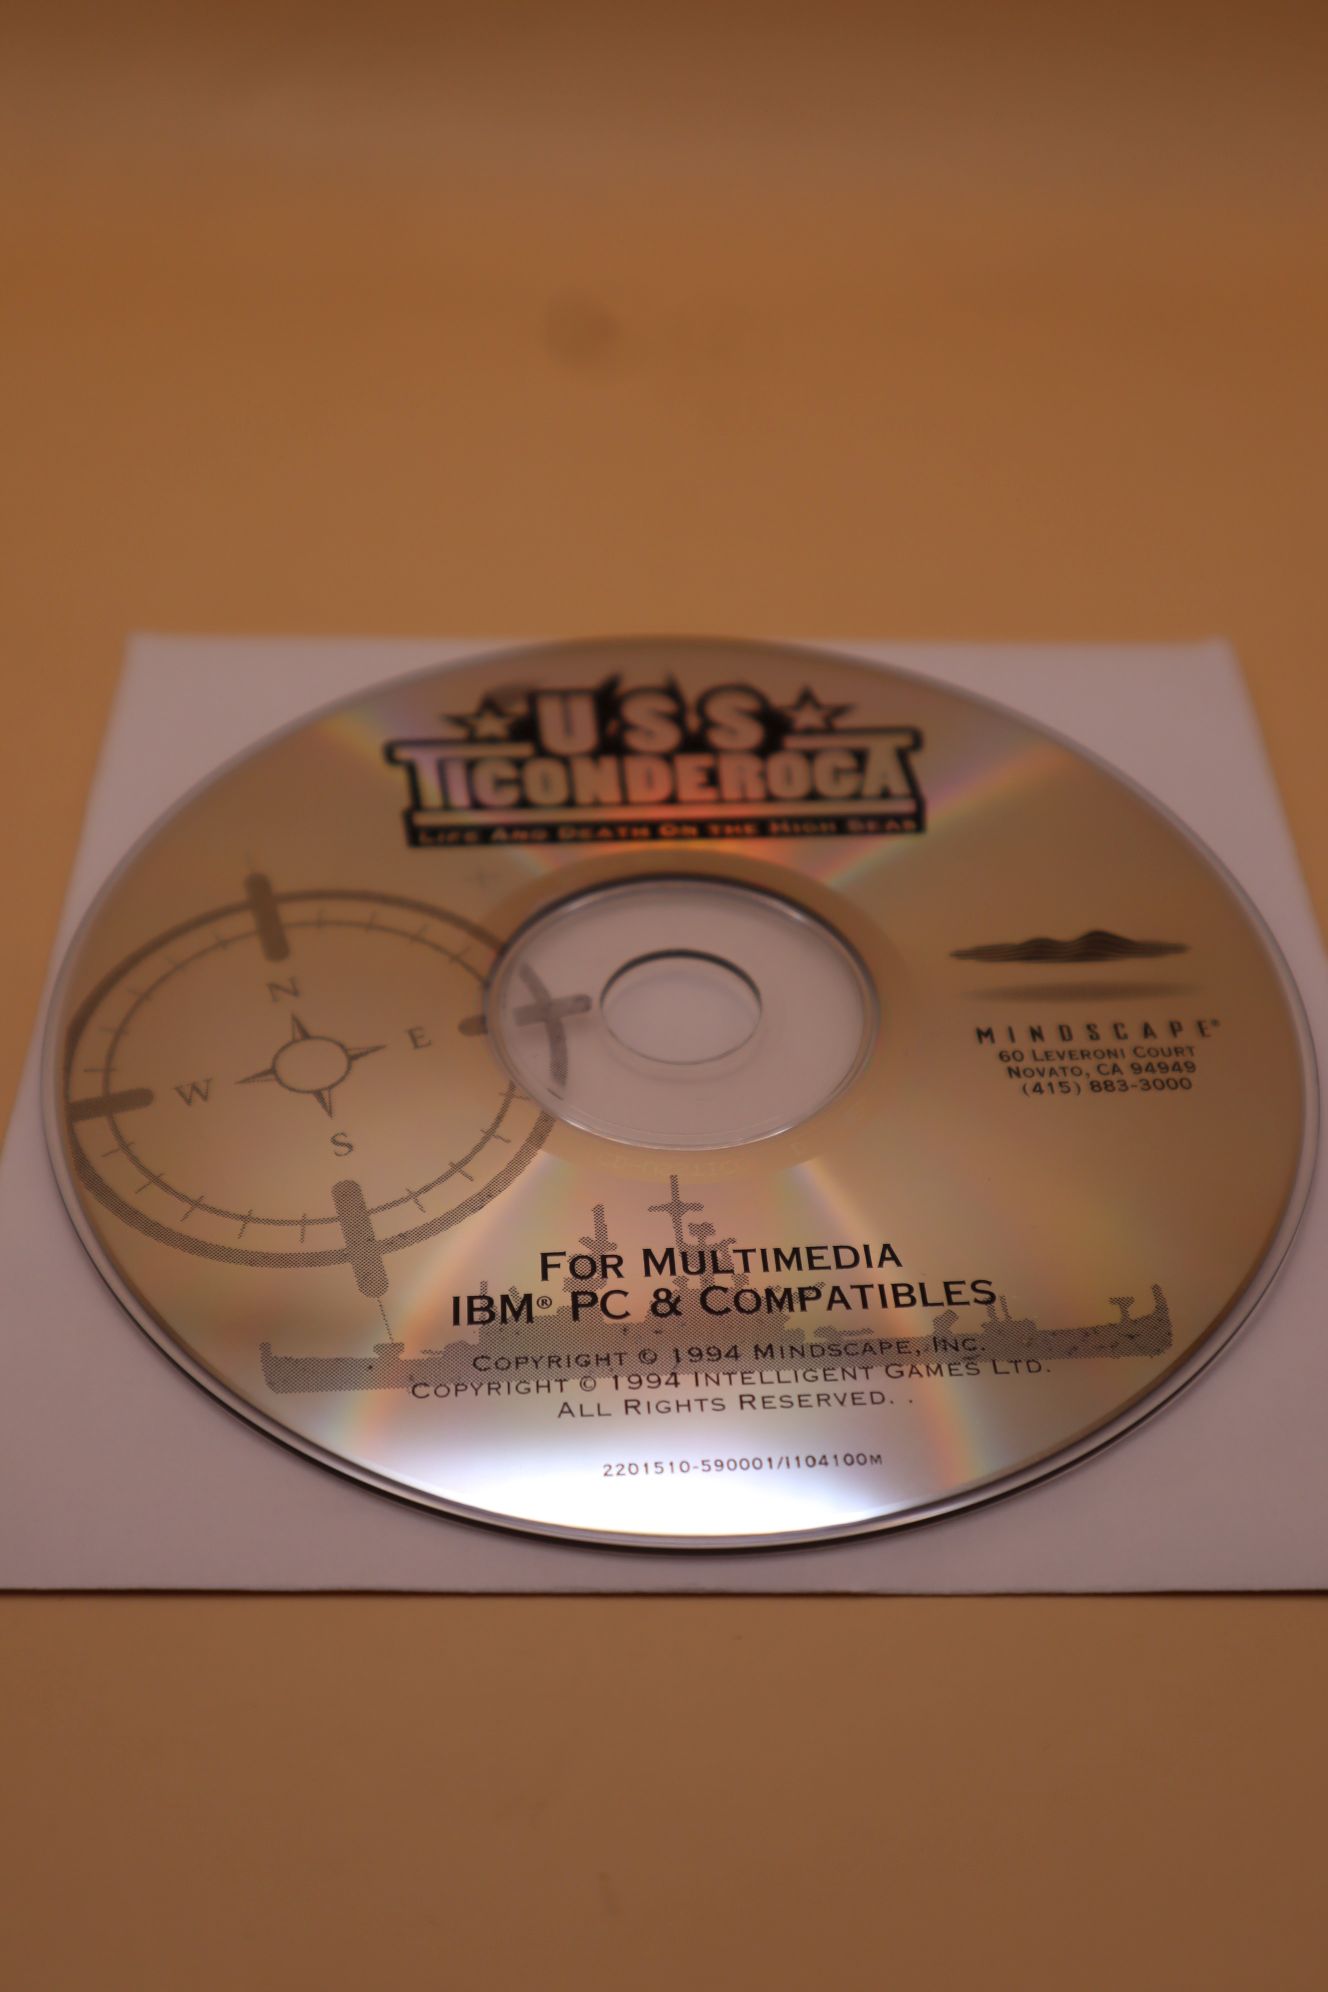 USS
TICONDEROGA
LIFE AND DEATH ON THE HIGH SEAS
N
E
W
S
MINDSCAPE®
60 LEVERONI COURT
NOVATO, CA 94949
(415) 883-3000
FOR MULTIMEDIA
IBM® PC & COMPATIBLES
COPYRIGHT © 1994 MINDSCAPE, INC.
COPYRIGHT © 1994 INTELLIGENT GAMES LTD.
ALL RIGHTS RESERVED. .
2201510-590001/I104100M